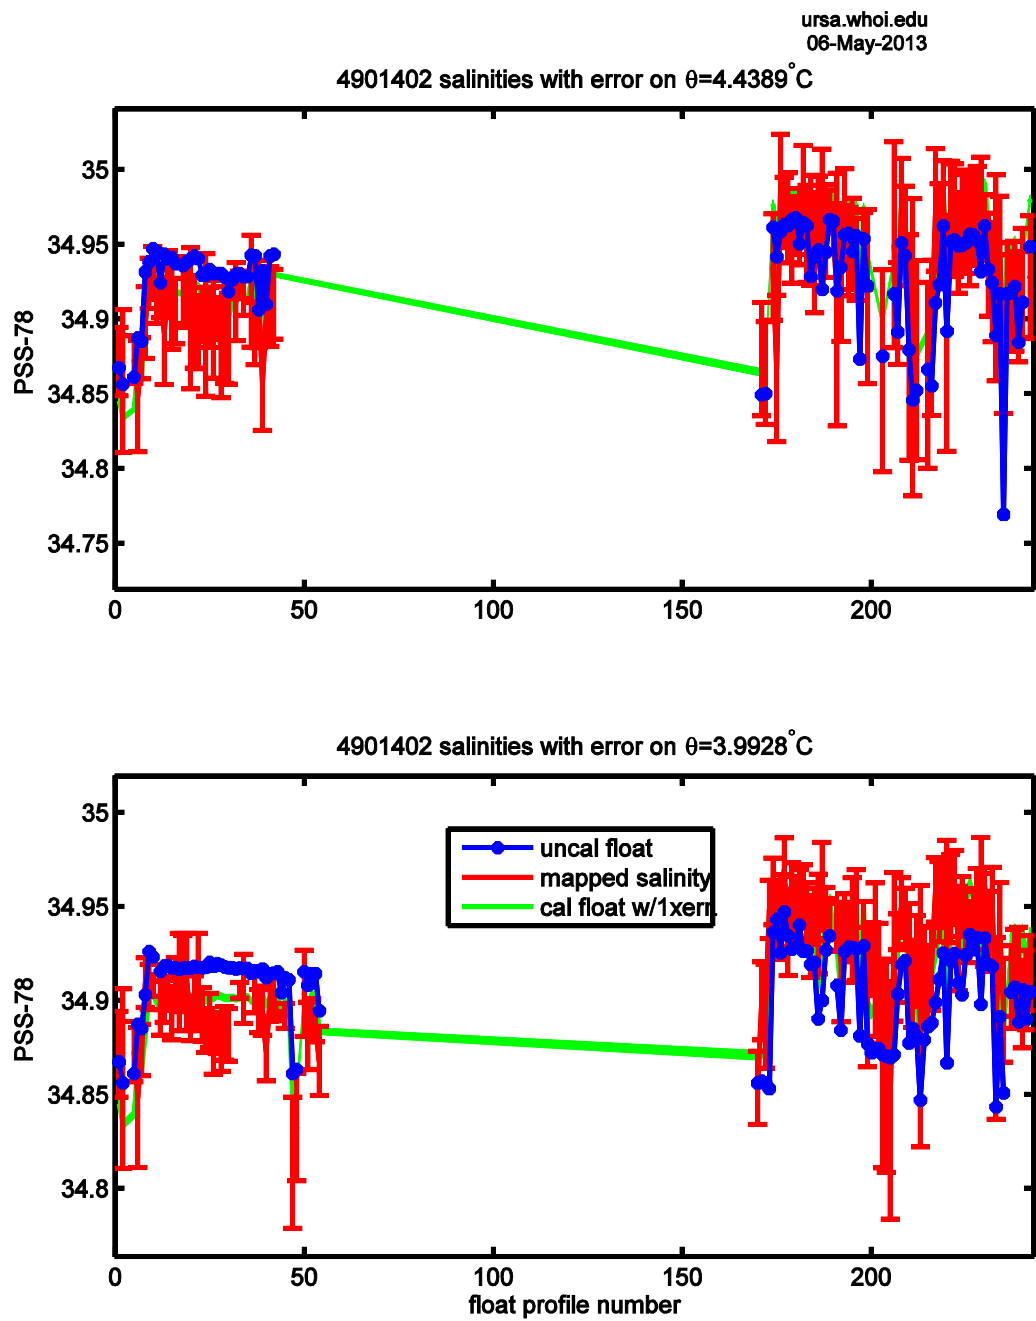 ursa.whoi.edu
06-May-2013
4901402 salinities with error on θ=4.4389°C
35
34.95
34.9
34.85
34.8
34.75
PSS-78
0 50 100 150 200
4901402 salinities with error on θ=3.9928°C
35
34.95
34.9
34.85
34.8
PSS-78
uncal float
mapped salinity
cal float w/1xerr.
0 50 100 150 200
float profile number